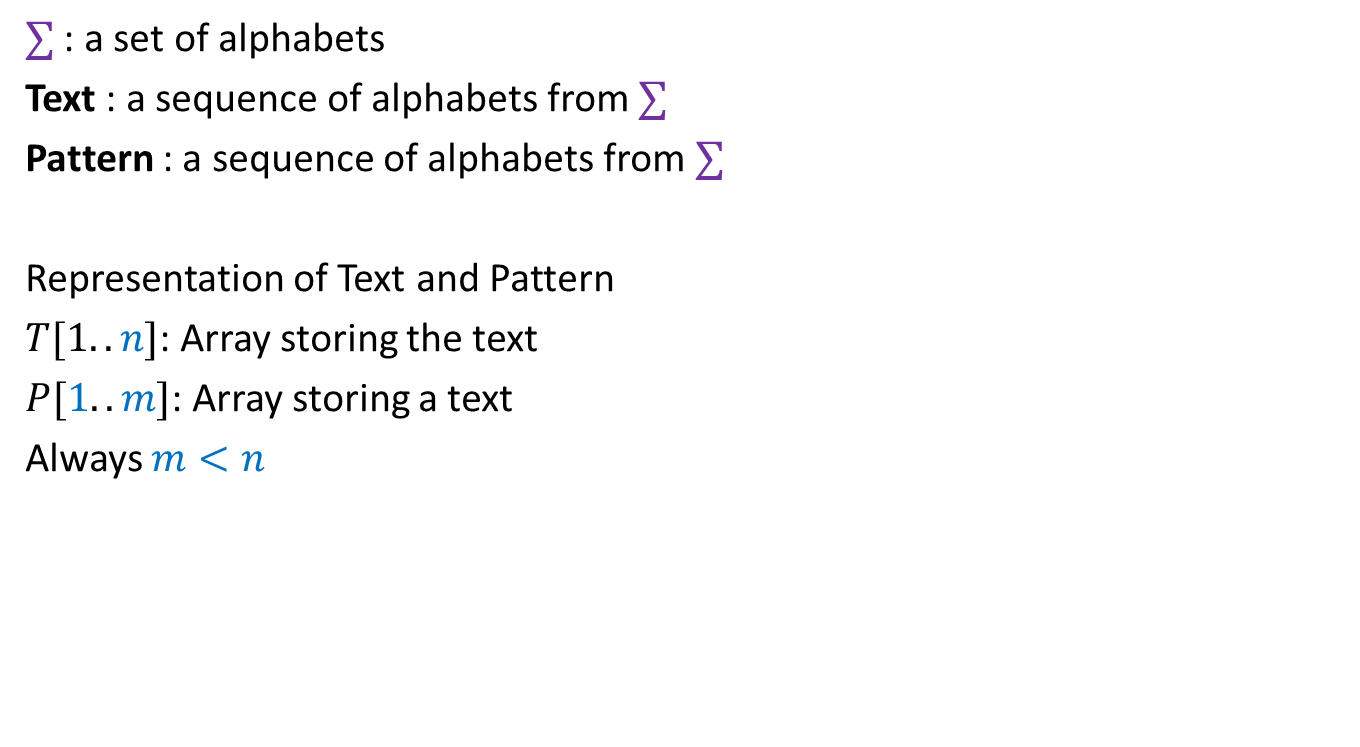 ∑ : a set of alphabets
Text : a sequence of alphabets from ∑
Pattern : a sequence of alphabets from ∑
Representation of Text and Pattern
T[1..n]: Array storing the text
P[1..m]: Array storing a text
Always m < n